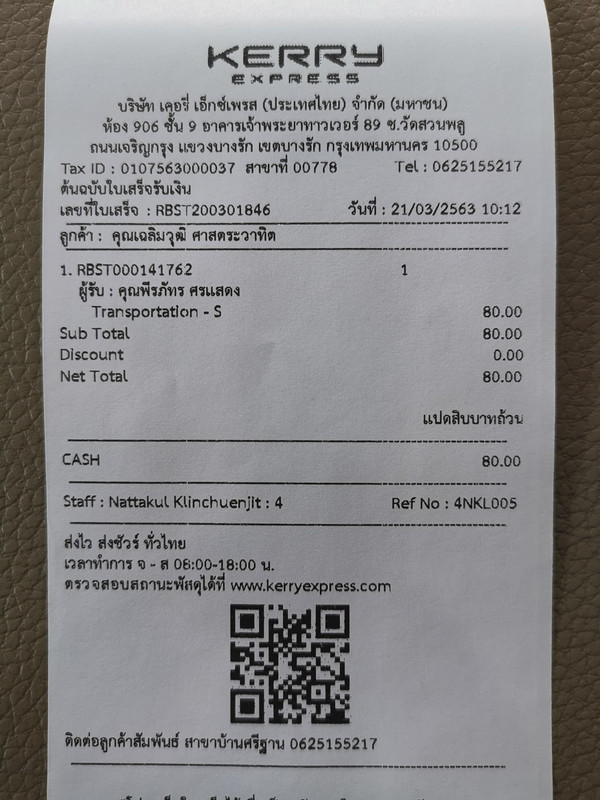 KERRY
EXPRESS
บริษัท เคอรี่ เอ็กซ์เพรส (ประเทศไทย) จำกัด (มหาชน)
ห้อง 906 ชั้น 9 อาคารเจ้าพระยาทาวเวอร์ 89 ซ.วัดสวนพลู
ถนนเจริญกรุง แขวงบางรัก เขตบางรัก กรุงเทพมหานคร 10500
Tax ID : 0107563000037 สาขาที่ 00778 Tel : 0625155217
ต้นฉบับใบเสร็จรับเงิน
เลขที่ใบเสร็จ : RBST200301846 วันที่ : 21/03/2563 10:12
ลูกค้า : คุณเฉลิมวุฒิ ศาสตระวาทิต
1. RBST000141762 1
ผู้รับ : คุณพีรภัทร ศรแสดง
Transportation - S 80.00
Sub Total 80.00
Discount 0.00
Net Total 80.00
แปดสิบบาทถ้วน
CASH 80.00
Staff : Nattakul Klinchuenjit : 4 Ref No : 4NKL005
ส่งไว ส่งชัวร์ ทั่วไทย
เวลาทำการ จ - ส 08:00-18:00 น.
ตรวจสอบสถานะพัสดุได้ที่ www.kerryexpress.com
ติดต่อลูกค้าสัมพันธ์ สาขาบ้านศรีฐาน 0625155217